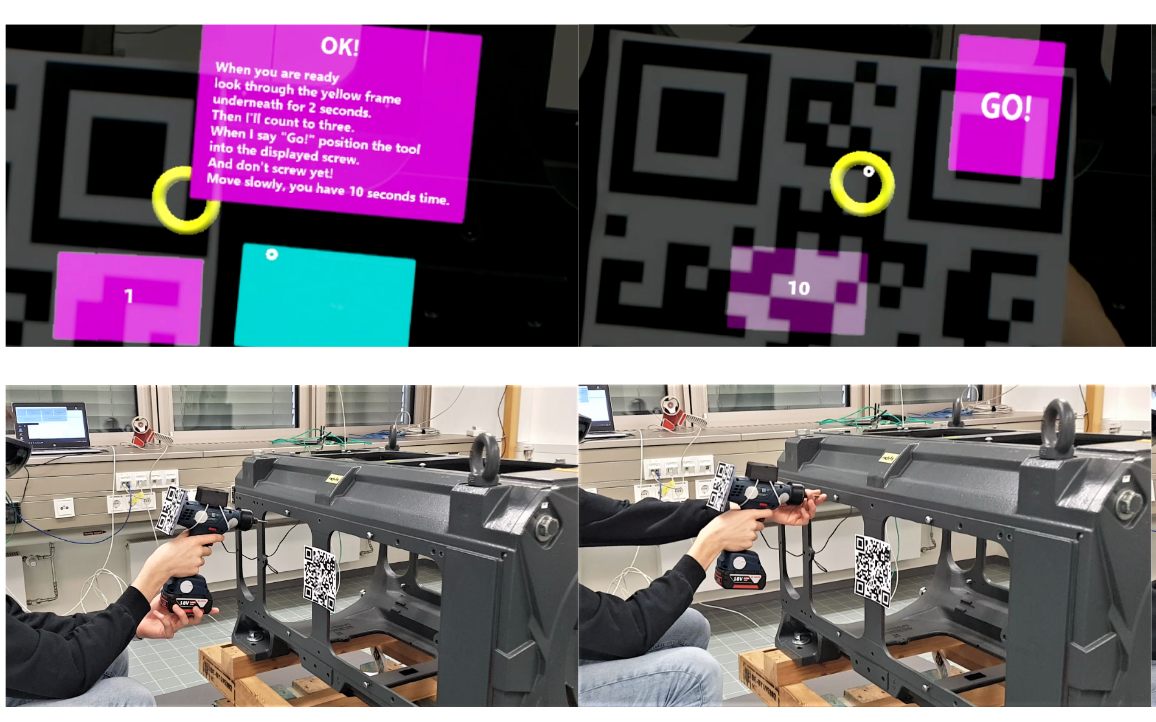 OK!
When you are ready
look through the yellow frame
underneath for 2 seconds.
Then I'll count to three.
When I say "Go!" position the tool
into the displayed screw.
And don't screw yet!
Move slowly, you have 10 seconds time.
1
GO!
10
18V
18V